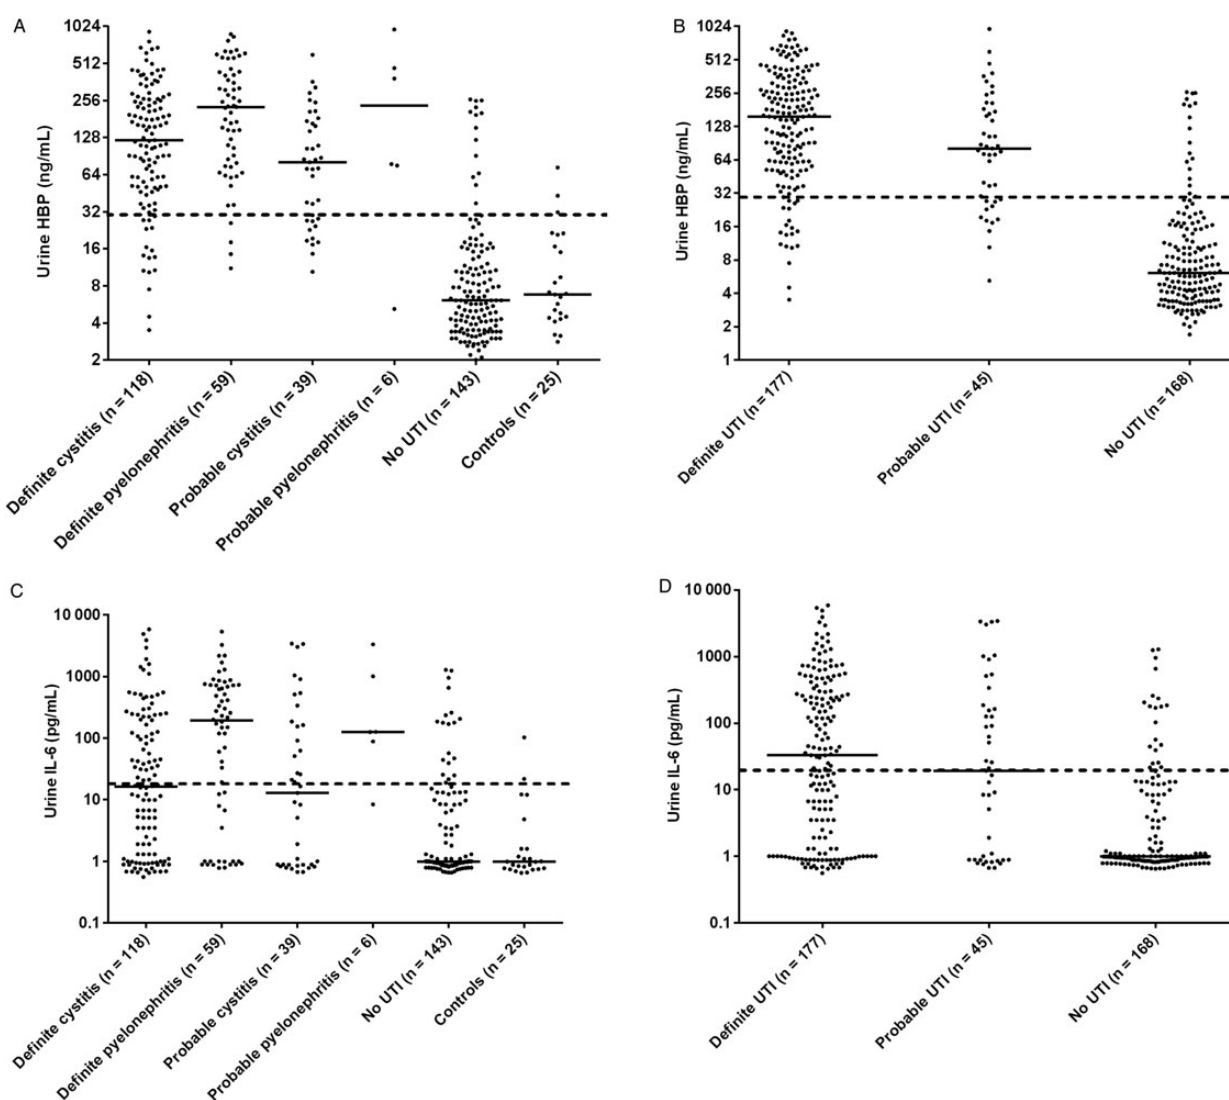 A
Urine HBP (ng/mL)
1024
512
256
128
64
32
16
8
4
2
Definite cystitis (n = 118)
Definite pyelonephritis (n = 59)
Probable cystitis (n = 39)
Probable pyelonephritis (n = 6)
No UTI (n = 143)
Controls (n = 25)
B
Urine HBP (ng/mL)
1024
512
256
128
64
32
16
8
4
2
1
Definite UTI (n = 177)
Probable UTI (n = 45)
No UTI (n = 168)
C
Urine IL-6 (pg/mL)
10 000
1000
100
10
1
0.1
Definite cystitis (n = 118)
Definite pyelonephritis (n = 59)
Probable cystitis (n = 39)
Probable pyelonephritis (n = 6)
No UTI (n = 143)
Controls (n = 25)
D
Urine IL-6 (pg/mL)
10 000
1000
100
10
1
0.1
Definite UTI (n = 177)
Probable UTI (n = 45)
No UTI (n = 168)